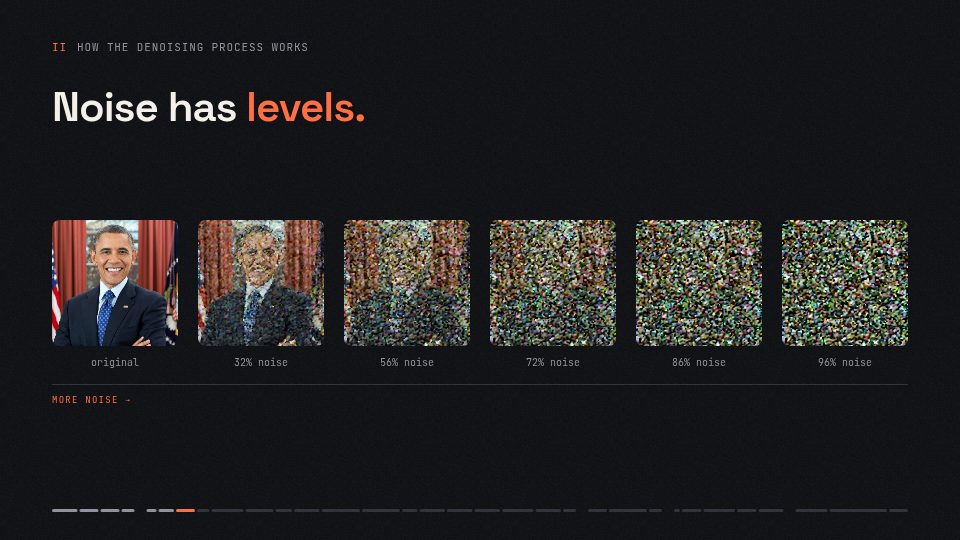 II HOW THE DENOISING PROCESS WORKS
Noise has levels.
original
32% noise
56% noise
72% noise
86% noise
96% noise
MORE NOISE →